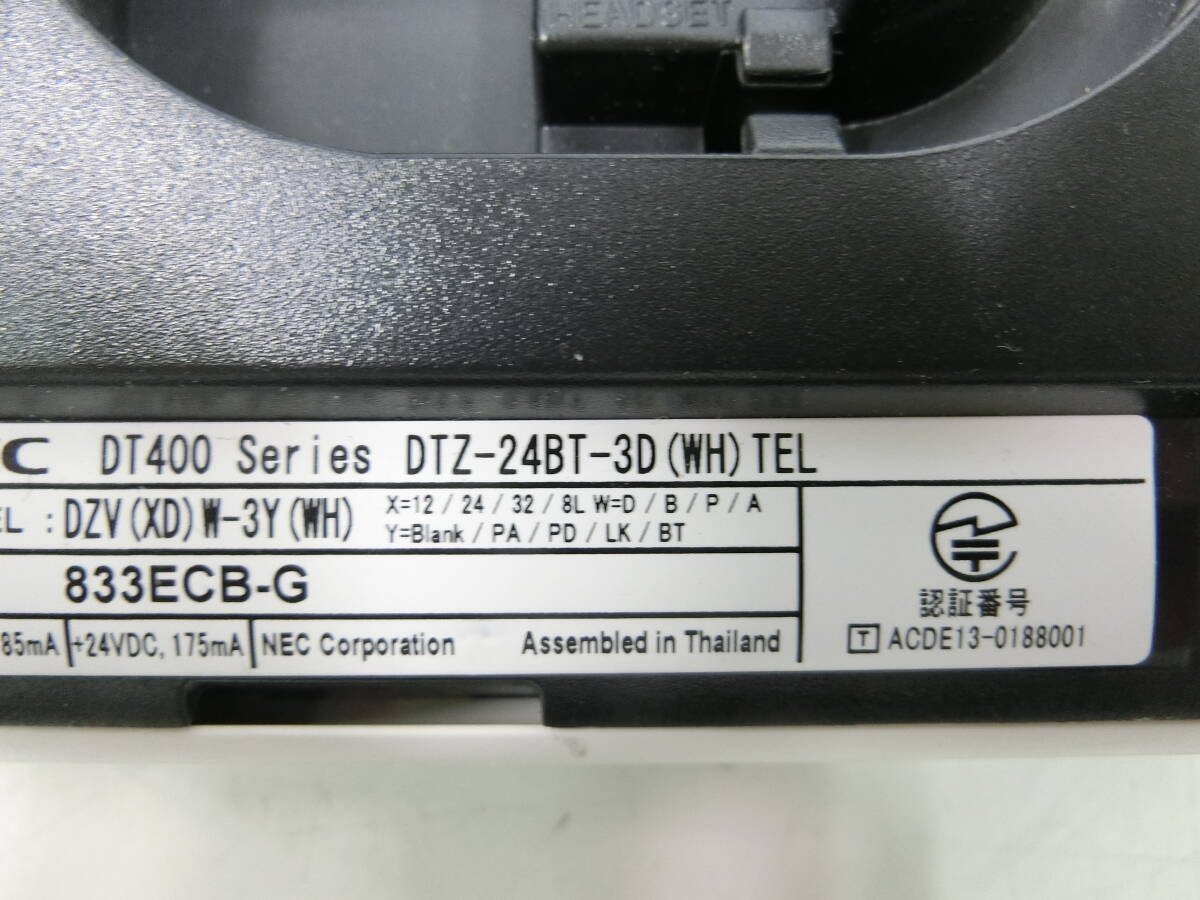 HEADSET
C DT400 Series DTZ-24BT-3D(WH)TEL
EL : DZV(XD)W-3Y(WH)
X=12 / 24 / 32 / 8L W=D / B / P / A
Y=Blank / PA / PD / LK / BT
833ECB-G
認証番号
85mA +24VDC, 175mA NEC Corporation Assembled in Thailand
T ACDE13-0188001